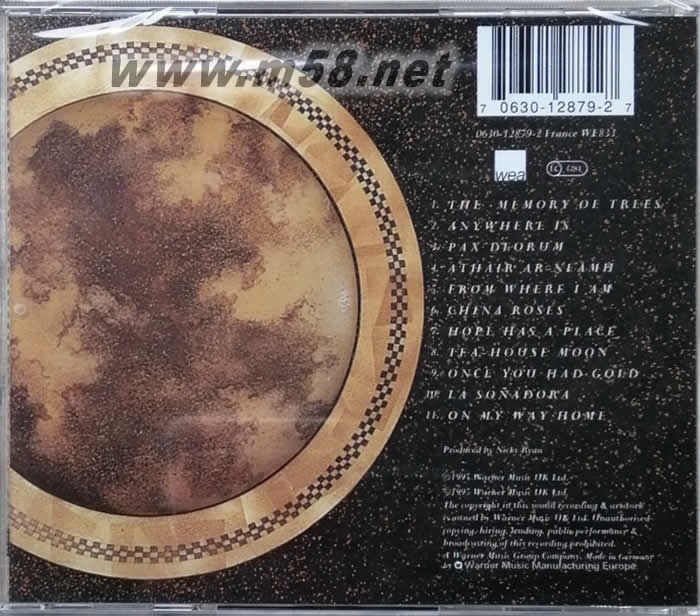 www.m58.net
7 0630-12879-2 7
0630-12879-2 France WE833
wea
LC 4281
1. THE MEMORY OF TREES
2. ANYWHERE IS
3. PAX DEORUM
4. ATHAIR AR NEAMH
5. FROM WHERE I AM
6. CHINA ROSES
7. HOPE HAS A PLACE
8. TEA-HOUSE MOON
9. ONCE YOU HAD GOLD
10. LA SOÑADORA
11. ON MY WAY HOME
Produced by Nicky Ryan
℗1995 Warner Music UK Ltd.
©1995 Warner Music UK Ltd.
The copyright in this sound recording & artwork
is owned by Warner Music UK Ltd. Unauthorised
copying, hiring, lending, public performance &
broadcasting of this recording prohibited.
A Warner Music Group Company. Made in Germany
by Warner Music Manufacturing Europe.